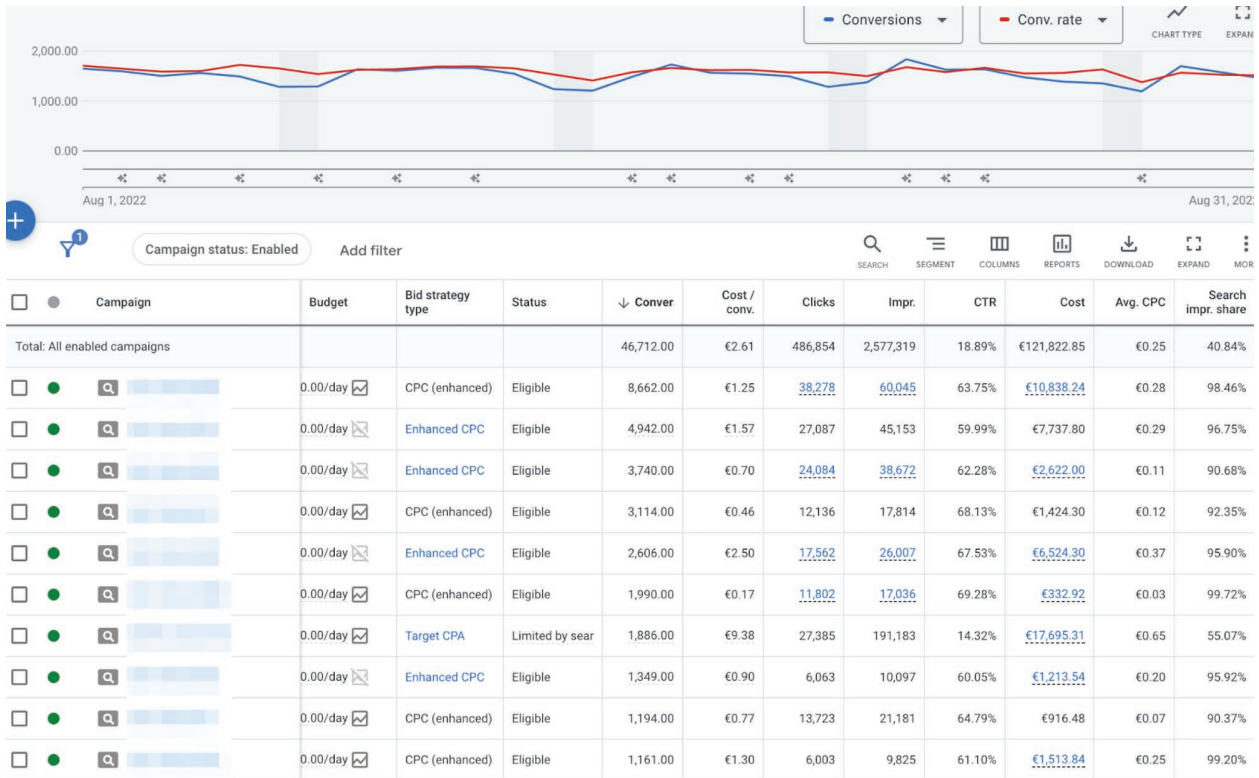 Conversions Conv. rate
CHART TYPE
2,000.00
1,000.00
0.00
Aug 1, 2022 Aug 31, 202
1
Campaign status: Enabled Add filter
SEARCH SEGMENT COLUMNS REPORTS DOWNLOAD EXPAND
Campaign Budget Bid strategy type Status Conver Cost / conv. Clicks Impr. CTR Cost Avg. CPC Search impr. share
Total: All enabled campaigns 46,712.00 €2.61 486,854 2,577,319 18.89% €121,822.85 €0.25 40.84%
0.00/day CPC (enhanced) Eligible 8,662.00 €1.25 38,278 60,045 63.75% €10,838.24 €0.28 98.46%
0.00/day Enhanced CPC Eligible 4,942.00 €1.57 27,087 45,153 59.99% €7,737.80 €0.29 96.75%
0.00/day Enhanced CPC Eligible 3,740.00 €0.70 24,084 38,672 62.28% €2,622.00 €0.11 90.68%
0.00/day CPC (enhanced) Eligible 3,114.00 €0.46 12,136 17,814 68.13% €1,424.30 €0.12 92.35%
0.00/day Enhanced CPC Eligible 2,606.00 €2.50 17,562 26,007 67.53% €6,524.30 €0.37 95.90%
0.00/day CPC (enhanced) Eligible 1,990.00 €0.17 11,802 17,036 69.28% €332.92 €0.03 99.72%
0.00/day Target CPA Limited by sear 1,886.00 €9.38 27,385 191,183 14.32% €17,695.31 €0.65 55.07%
0.00/day Enhanced CPC Eligible 1,349.00 €0.90 6,063 10,097 60.05% €1,213.54 €0.20 95.92%
0.00/day CPC (enhanced) Eligible 1,194.00 €0.77 13,723 21,181 64.79% €916.48 €0.07 90.37%
0.00/day CPC (enhanced) Eligible 1,161.00 €1.30 6,003 9,825 61.10% €1,513.84 €0.25 99.20%